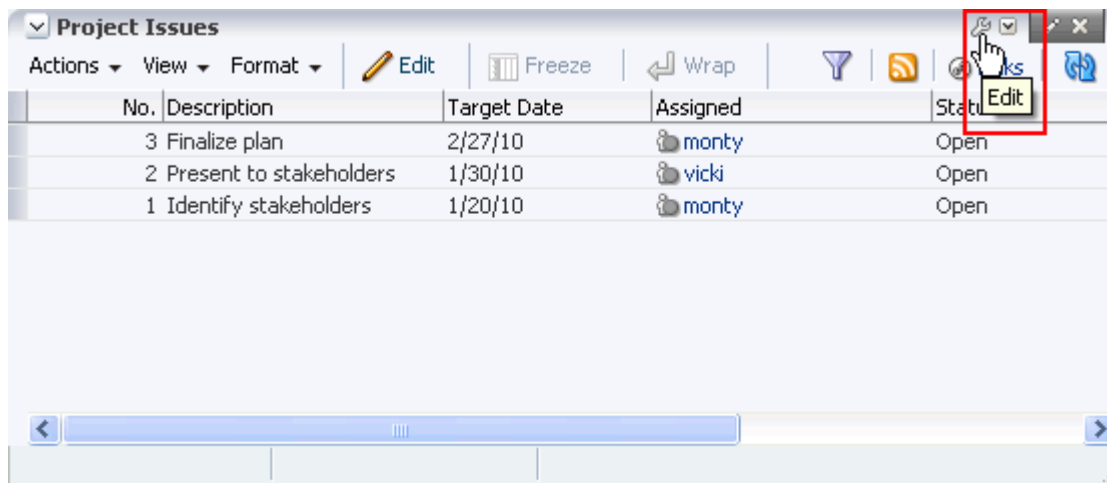 Project Issues
Actions View Format Edit Freeze Wrap
Edit
No. Description Target Date Assigned
3 Finalize plan 2/27/10 monty Open
2 Present to stakeholders 1/30/10 vicki Open
1 Identify stakeholders 1/20/10 monty Open